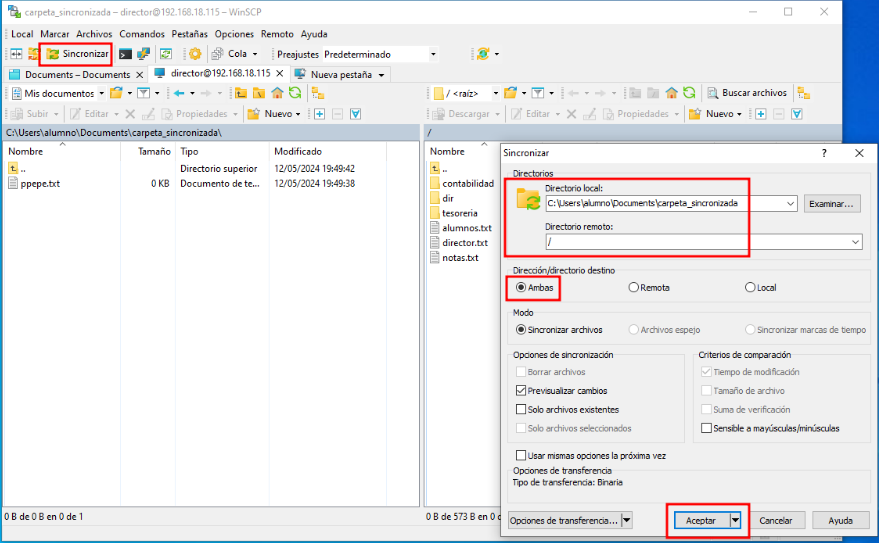 carpeta_sincronizada – director@192.168.18.115 – WinSCP
Local Marcar Archivos Comandos Pestañas Opciones Remoto Ayuda
Sincronizar Cola Preajustes Predeterminado
Documents – Documents director@192.168.18.115 Nueva pestaña
Mis documentos / <raíz> Buscar archivos
Subir Editar Propiedades Nuevo Descargar Editar Propiedades Nuevo
C:\Users\alumno\Documents\carpeta_sincronizada\ /
Nombre Tamaño Tipo Modificado
.. Directorio superior 12/05/2024 19:49:42
ppepe.txt 0 KB Documento de te... 12/05/2024 19:49:38
0 B de 0 B en 0 de 1
Nombre
..
contabilidad
dir
tesoreria
alumnos.txt
director.txt
notas.txt
0 B de 573 B en 0 d
Sincronizar
Directorios
Directorio local:
C:\Users\alumno\Documents\carpeta_sincronizada Examinar...
Directorio remoto:
/
Dirección/directorio destino
Ambas Remota Local
Modo
Sincronizar archivos Archivos espejo Sincronizar marcas de tiempo
Opciones de sincronización
Borrar archivos
Previsualizar cambios
Solo archivos existentes
Solo archivos seleccionados
Criterios de comparación
Tiempo de modificación
Tamaño de archivo
Suma de verificación
Sensible a mayúsculas/minúsculas
Usar mismas opciones la próxima vez
Opciones de transferencia
Tipo de transferencia: Binaria
Opciones de transferencia... Aceptar Cancelar Ayuda